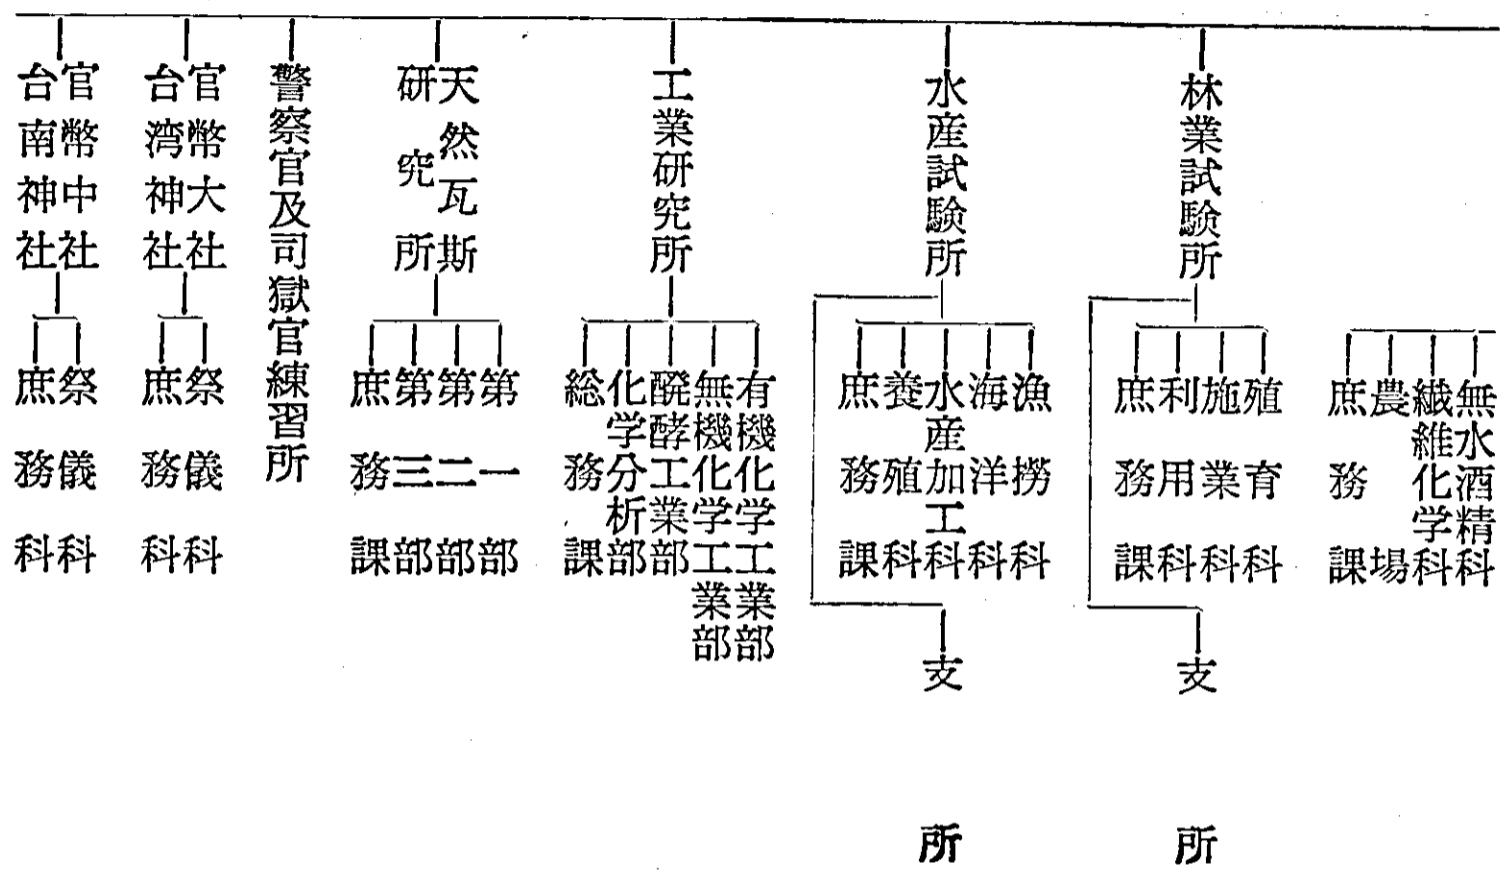 無水酒精科
繊維化学科
農場
庶務課
林業試験所
殖育科
施業科
利用科
庶務課
支所
水産試験所
漁撈科
海洋科
水産加工科
養殖科
庶務課
支所
工業研究所
有機化学工業部
無機化学工業部
醗酵工業部
化学分析部
総務課
天然瓦斯
研究所
第一部
第二部
第三部
庶務課
警察官及司獄官練習所
官幣大社
台湾神社
祭儀科
庶務科
官幣中社
台南神社
祭儀科
庶務科